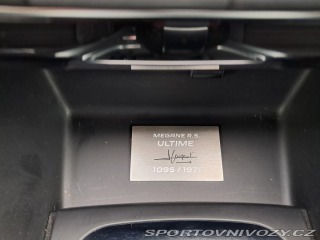 MEGANE R.S.
ULTIME
1095/1976
SPORTOVNIVOZY.CZ